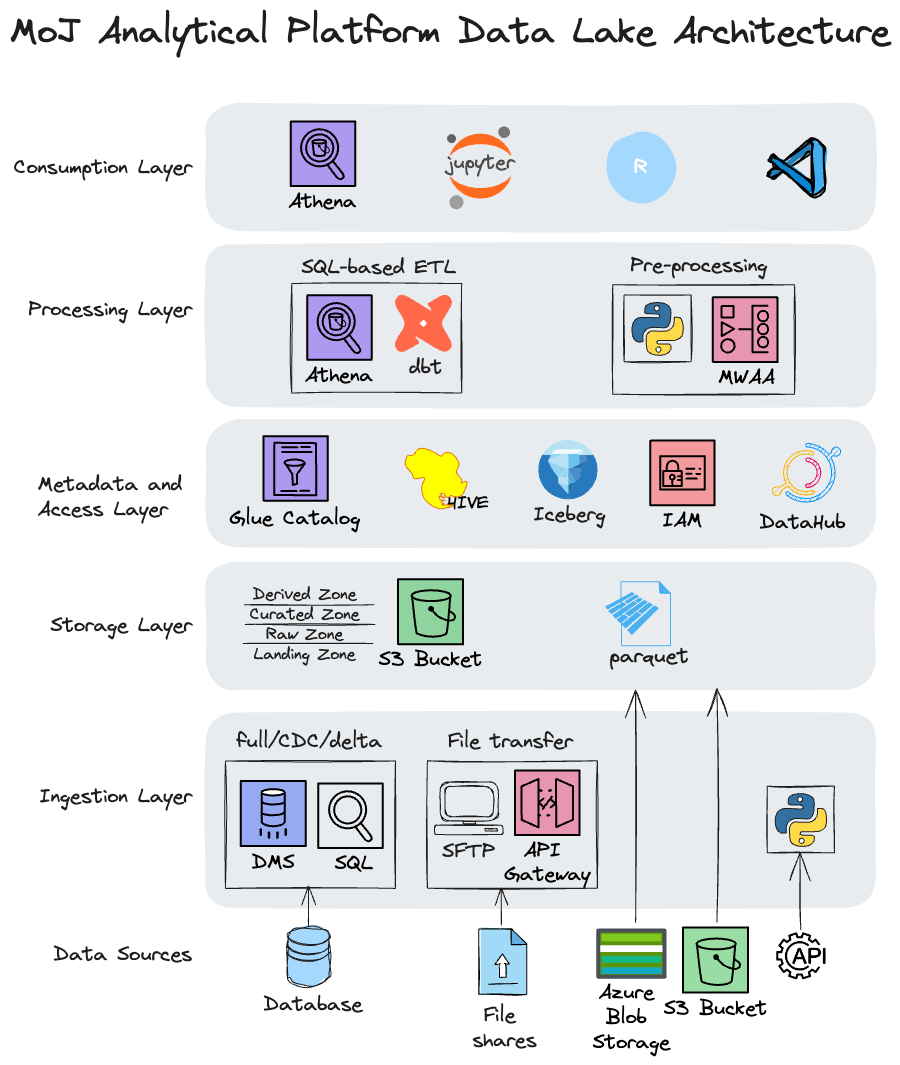 MoJ Analytical Platform Data Lake Architecture
Consumption Layer
Athena
jupyter
R
Processing Layer
SQL-based ETL
Athena
dbt
Pre-processing
MWAA
Metadata and
Access Layer
Glue Catalog
HIVE
Iceberg
IAM
DataHub
Storage Layer
Derived Zone
Curated Zone
Raw Zone
Landing Zone
S3 Bucket
parquet
Ingestion Layer
full/CDC/delta
DMS
SQL
File transfer
SFTP
API
Gateway
Data Sources
Database
File
shares
Azure
Blob
Storage
S3 Bucket
API